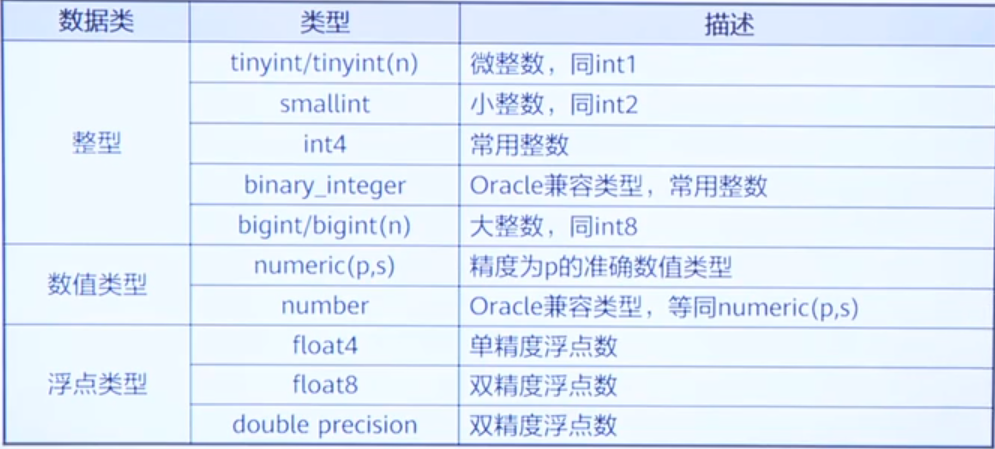 数据类 类型 描述
整型
tinyint/tinyint(n) 微整数，同int1
smallint 小整数，同int2
int4 常用整数
binary_integer Oracle兼容类型，常用整数
bigint/bigint(n) 大整数，同int8
数值类型
numeric(p,s) 精度为p的准确数值类型
number Oracle兼容类型，等同numeric(p,s)
浮点类型
float4 单精度浮点数
float8 双精度浮点数
double precision 双精度浮点数